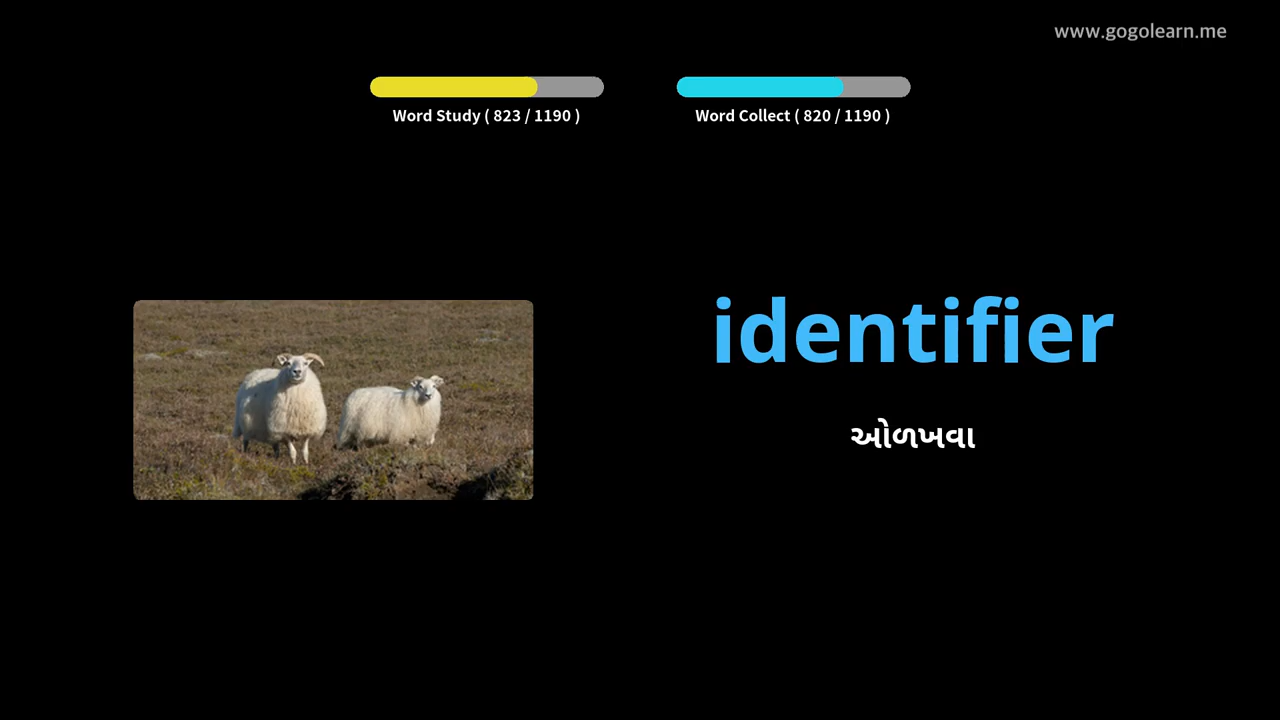 www.gogolearn.me
Word Study ( 823 / 1190 )
Word Collect ( 820 / 1190 )
identifier
ઓળખવા